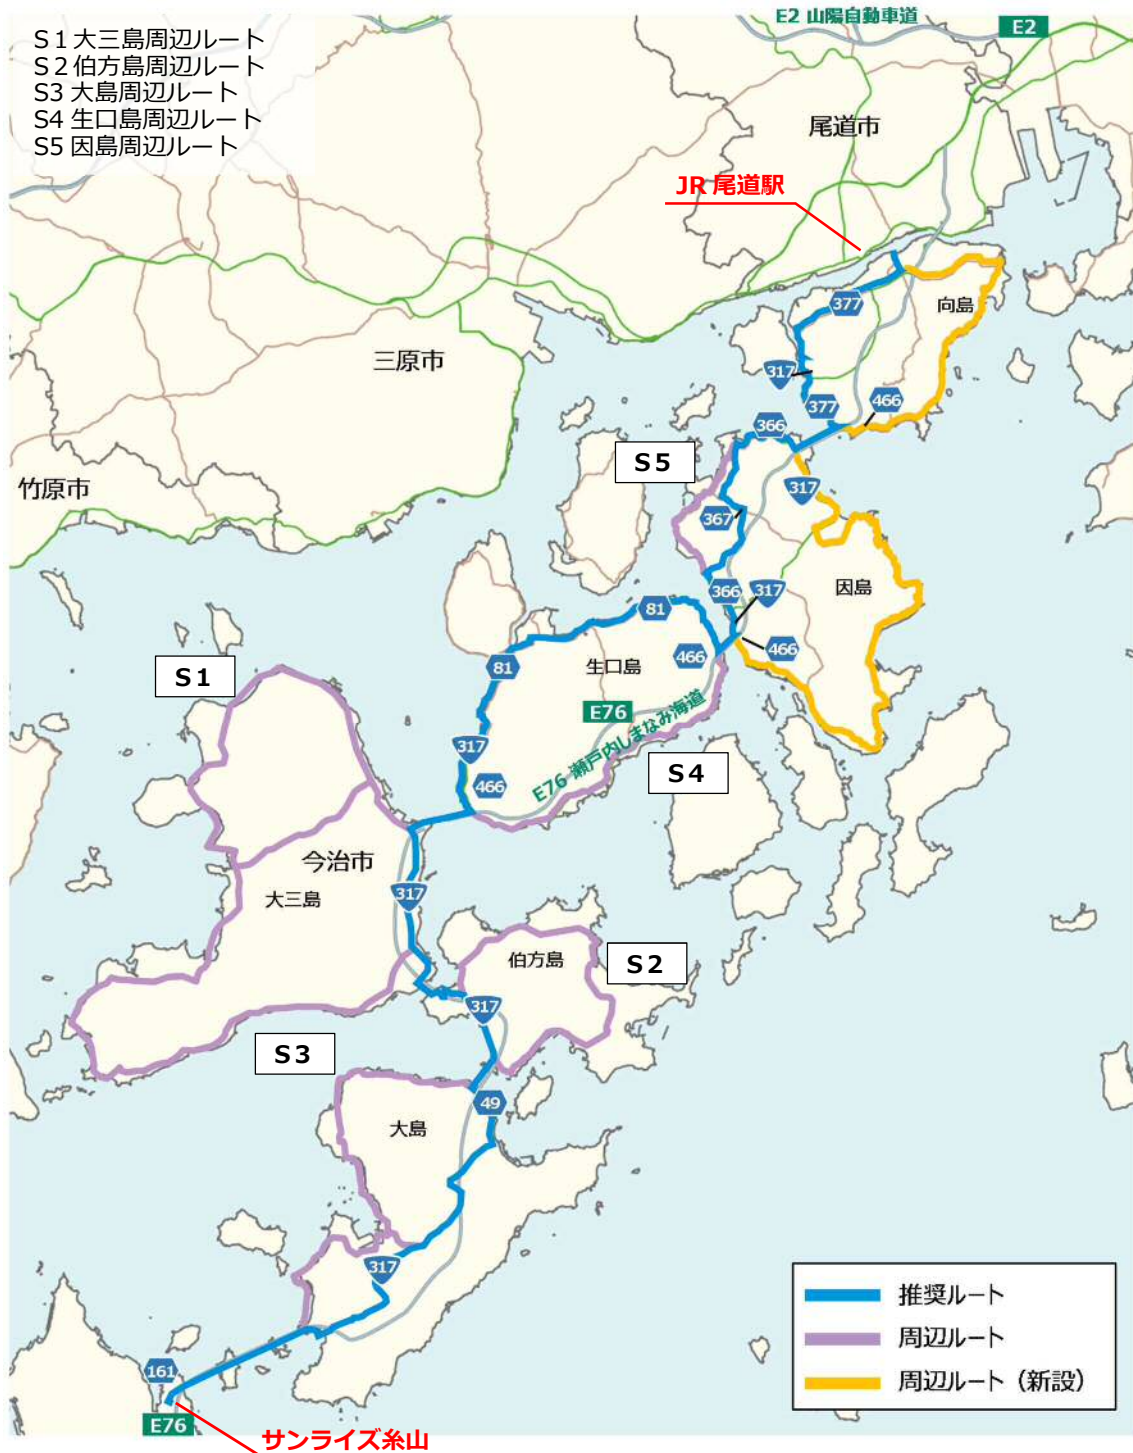 E2 山陽自動車道
E2
S1大三島周辺ルート
S2伯方島周辺ルート
S3 大島周辺ルート
S4 生口島周辺ルート
S5 因島周辺ルート
尾道市
JR 尾道駅
377
向島
三原市
317
377
466
366
S5
317
竹原市
367
因島
366
317
81
466
466
81
生口島
S1
E76
E76 瀬戸内しまなみ海道
317
S4
466
今治市
317
大三島
伯方島
S2
317
S3
49
大島
317
推奨ルート
周辺ルート
周辺ルート（新設）
161
E76
サンライズ糸山